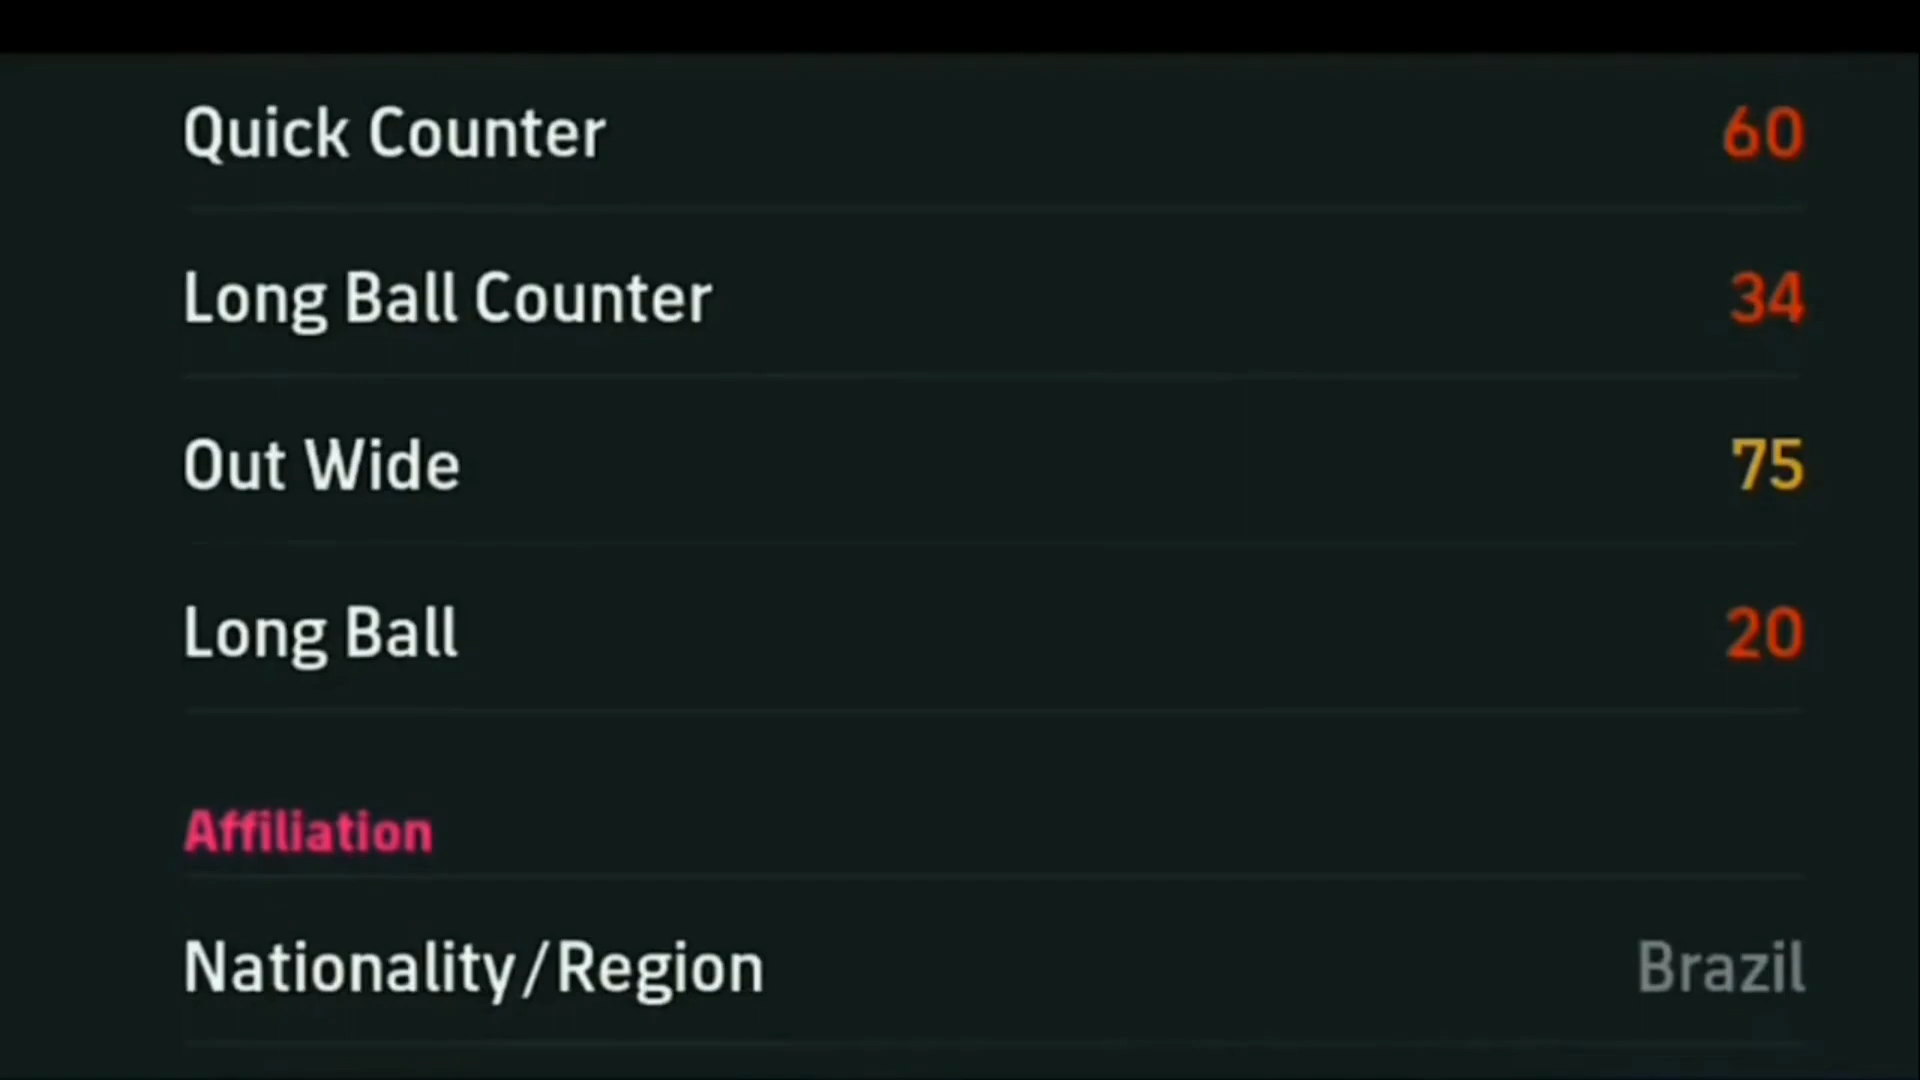 Quick Counter 60
Long Ball Counter 34
Out Wide 75
Long Ball 20
Affiliation
Nationality/Region Brazil